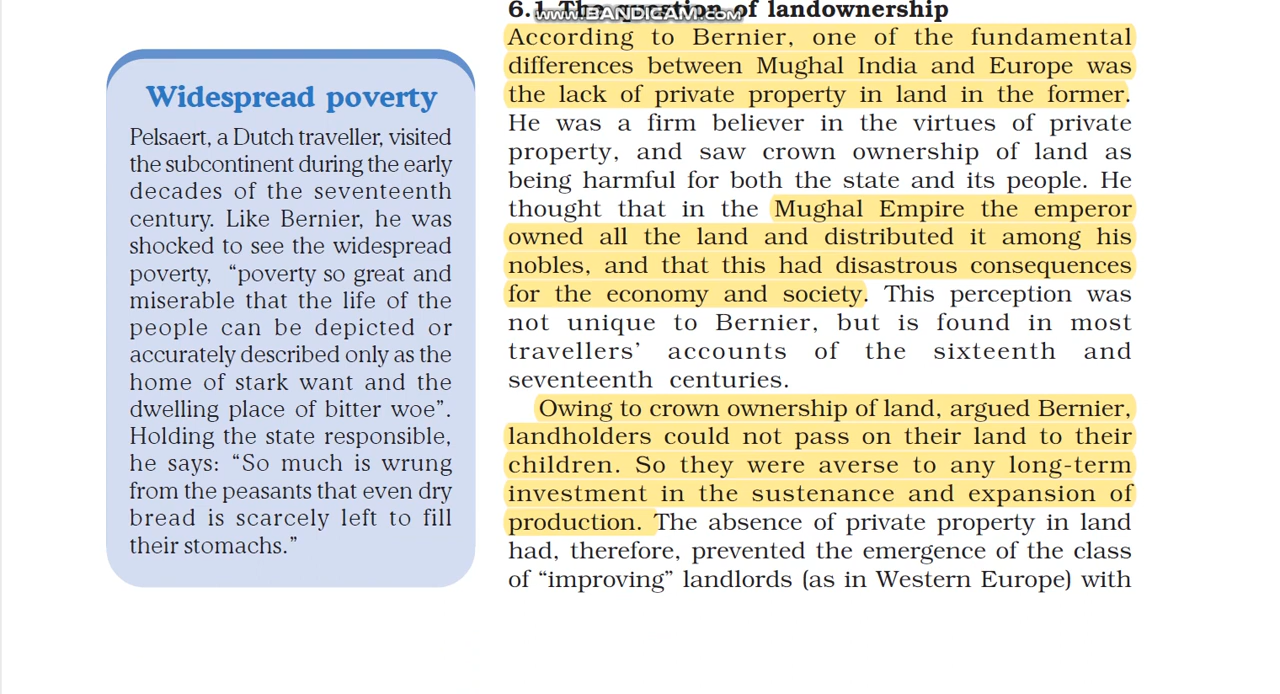 6.1 The question of landownership
www.BANDICAM.com
Widespread poverty
Pelsaert, a Dutch traveller, visited
the subcontinent during the early
decades of the seventeenth
century. Like Bernier, he was
shocked to see the widespread
poverty, “poverty so great and
miserable that the life of the
people can be depicted or
accurately described only as the
home of stark want and the
dwelling place of bitter woe”.
Holding the state responsible,
he says: “So much is wrung
from the peasants that even dry
bread is scarcely left to fill
their stomachs.”
According to Bernier, one of the fundamental
differences between Mughal India and Europe was
the lack of private property in land in the former.
He was a firm believer in the virtues of private
property, and saw crown ownership of land as
being harmful for both the state and its people. He
thought that in the Mughal Empire the emperor
owned all the land and distributed it among his
nobles, and that this had disastrous consequences
for the economy and society. This perception was
not unique to Bernier, but is found in most
travellers’ accounts of the sixteenth and
seventeenth centuries.
Owing to crown ownership of land, argued Bernier,
landholders could not pass on their land to their
children. So they were averse to any long-term
investment in the sustenance and expansion of
production. The absence of private property in land
had, therefore, prevented the emergence of the class
of “improving” landlords (as in Western Europe) with